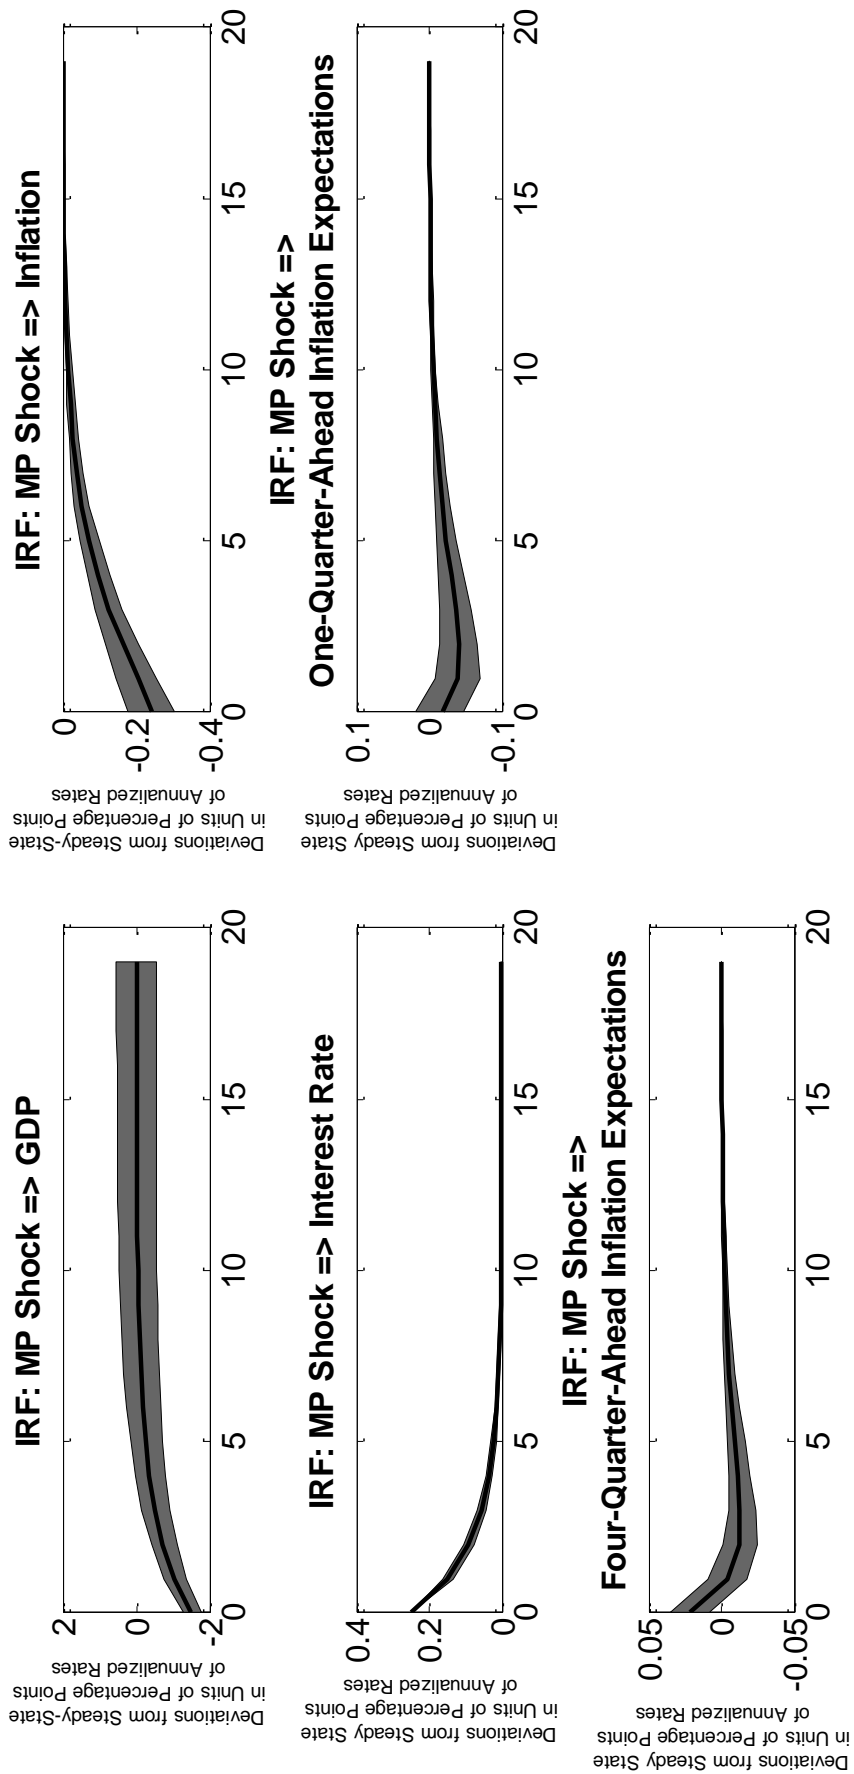 IRF: MP Shock => GDP
Deviations from Steady-State
in Units of Percentage Points
of Annualized Rates
2
0
-2
0
5
10
15
20
IRF: MP Shock => Inflation
Deviations from Steady-State
in Units of Percentage Points
of Annualized Rates
0
-0.2
-0.4
0
5
10
15
20
IRF: MP Shock => Interest Rate
Deviations from Steady State
in Units of Percentage Points
of Annualized Rates
0.4
0.2
0
0
5
10
15
20
IRF: MP Shock =>
One-Quarter-Ahead Inflation Expectations
Deviations from Steady State
in Units of Percentage Points
of Annualized Rates
0.1
0
-0.1
0
5
10
15
20
IRF: MP Shock =>
Four-Quarter-Ahead Inflation Expectations
Deviations from Steady State
in Units of Percentage Points
of Annualized Rates
0.05
0
-0.05
0
5
10
15
20